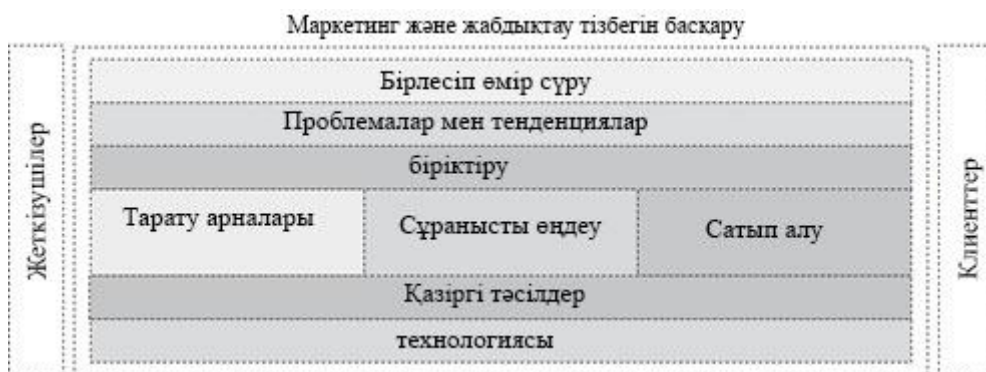 Маркетинг және жабдықтау тізбегін басқару
Жеткізушілер
Бірлесіп өмір сүру
Проблемалар мен тенденциялар
біріктіру
Тарату арналары
Сұранысты өңдеу
Сатып алу
Қазіргі тәсілдер
технологиясы
Клиенттер